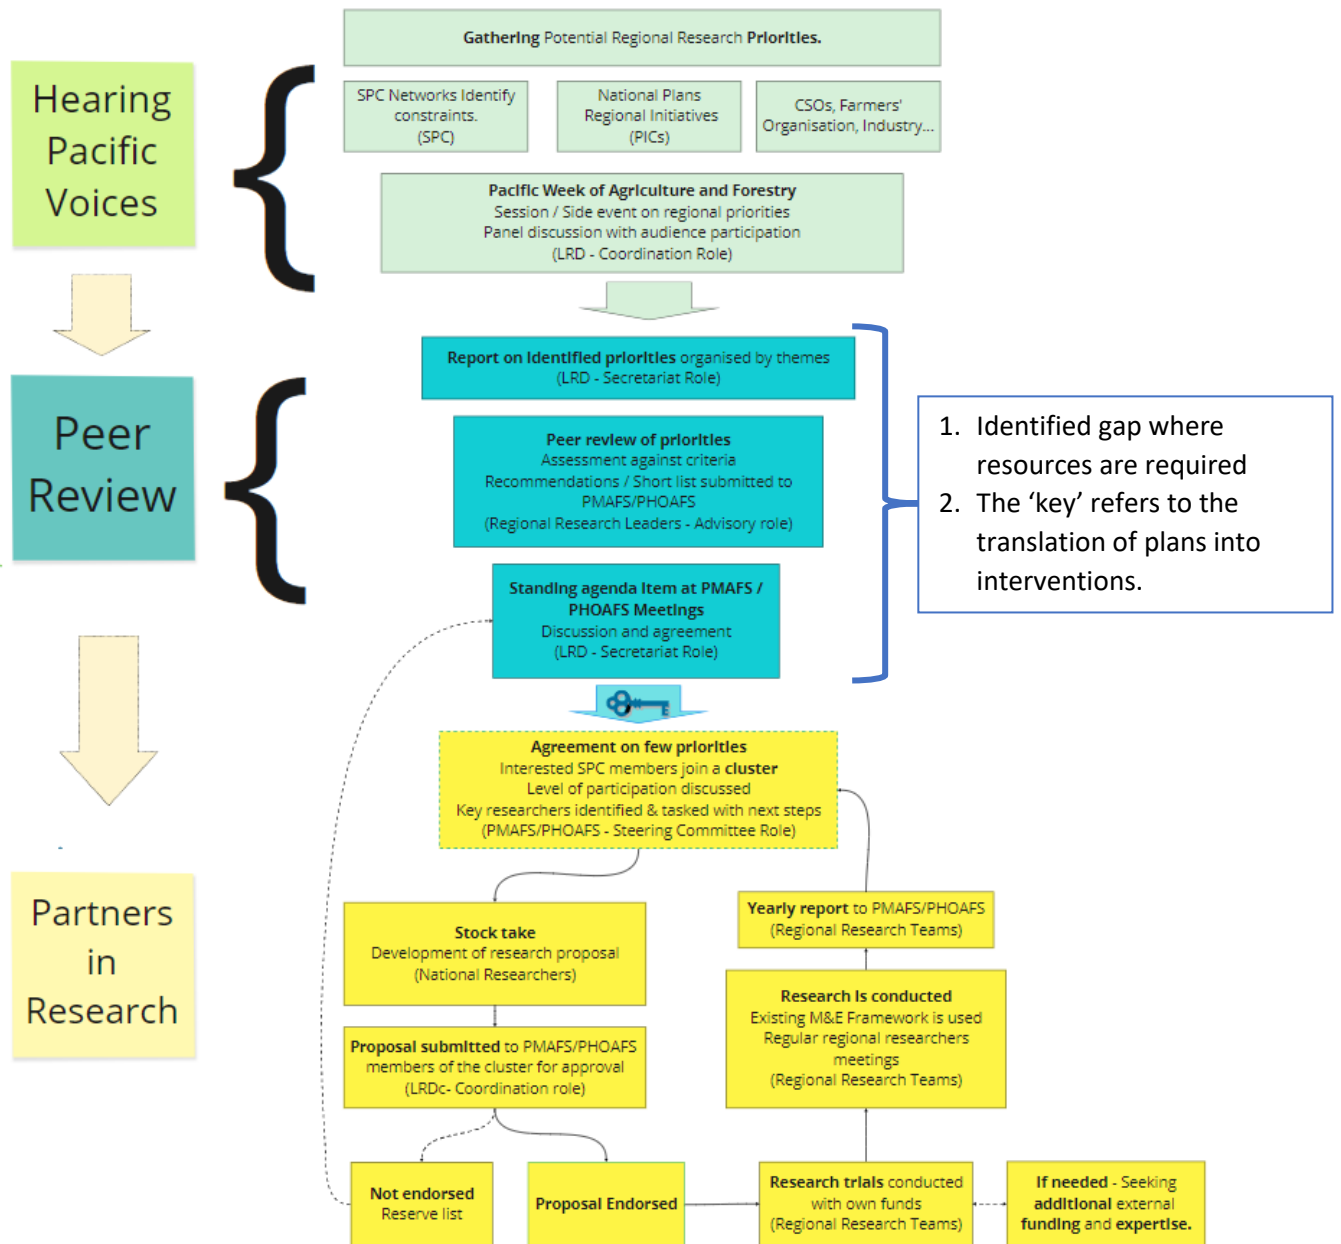 Gathering Potential Regional Research Priorities.
Hearing
Pacific
Voices
SPC Networks Identify
constraints.
(SPC)
National Plans
Regional Initiatives
(PICs)
CSOs, Farmers'
Organisation, Industry...
Pacific Week of Agriculture and Forestry
Session / Side event on regional priorities
Panel discussion with audience participation
(LRD - Coordination Role)
Peer
Review
Report on identified priorities organised by themes
(LRD - Secretariat Role)
Peer review of priorities
Assessment against criteria
Recommendations / Short list submitted to
PMAFS/PHOAFS
(Regional Research Leaders - Advisory role)
Standing agenda item at PMAFS /
PHOAFS Meetings
Discussion and agreement
(LRD - Secretariat Role)
1. Identified gap where
resources are required
2. The ‘key’ refers to the
translation of plans into
interventions.
Partners
in
Research
Agreement on few priorities
Interested SPC members join a cluster
Level of participation discussed
Key researchers identified & tasked with next steps
(PMAFS/PHOAFS - Steering Committee Role)
Stock take
Development of research proposal
(National Researchers)
Proposal submitted to PMAFS/PHOAFS
members of the cluster for approval
(LRDc- Coordination role)
Not endorsed
Reserve list
Proposal Endorsed
Research trials conducted
with own funds
(Regional Research Teams)
If needed - Seeking
additional external
funding and expertise.
Research is conducted
Existing M&E Framework is used
Regular regional researchers
meetings
(Regional Research Teams)
Yearly report to PMAFS/PHOAFS
(Regional Research Teams)